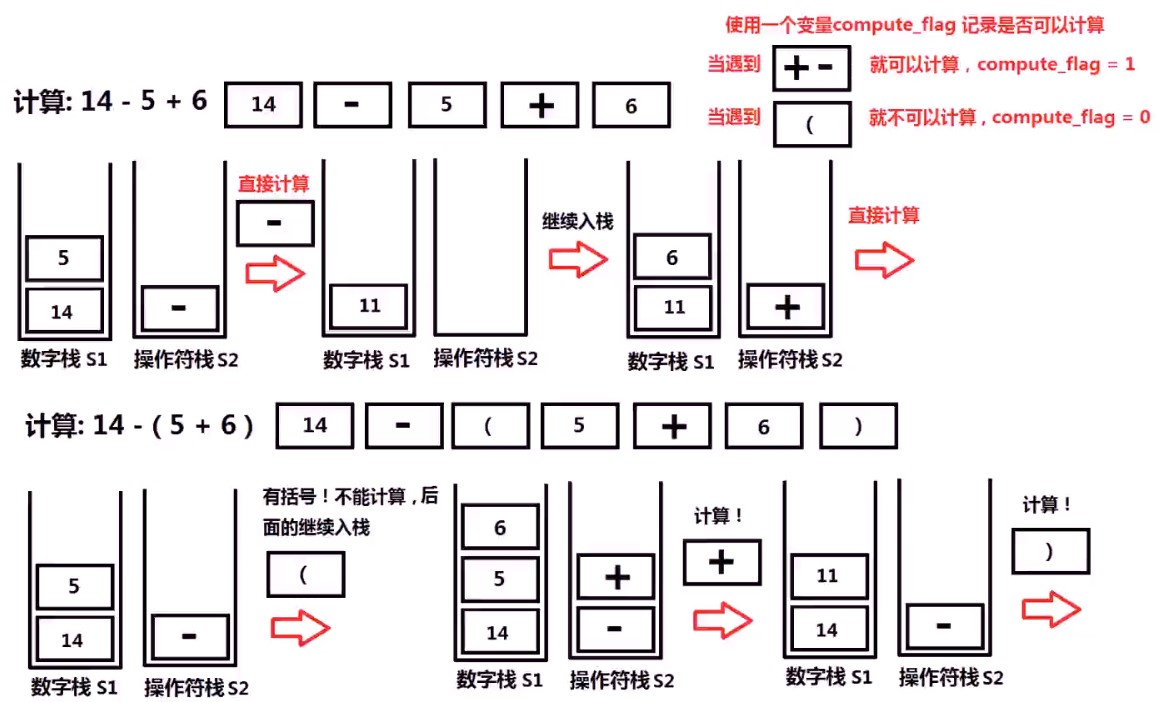 使用一个变量compute_flag 记录是否可以计算
当遇到 + - 就可以计算，compute_flag = 1
当遇到 ( 就不可以计算，compute_flag = 0
计算: 14 - 5 + 6 14 - 5 + 6
直接计算
-
继续入栈
直接计算
5
14
-
11
6
11
+
数字栈 S1 操作符栈 S2 数字栈 S1 操作符栈 S2 数字栈 S1 操作符栈 S2
计算: 14 - ( 5 + 6 ) 14 - ( 5 + 6 )
有括号！不能计算，后
面的继续入栈
(
计算！
+
计算！
)
5
14
-
6
5
14
+
-
11
14
-
数字栈 S1 操作符栈 S2 数字栈 S1 操作符栈 S2 数字栈 S1 操作符栈 S2